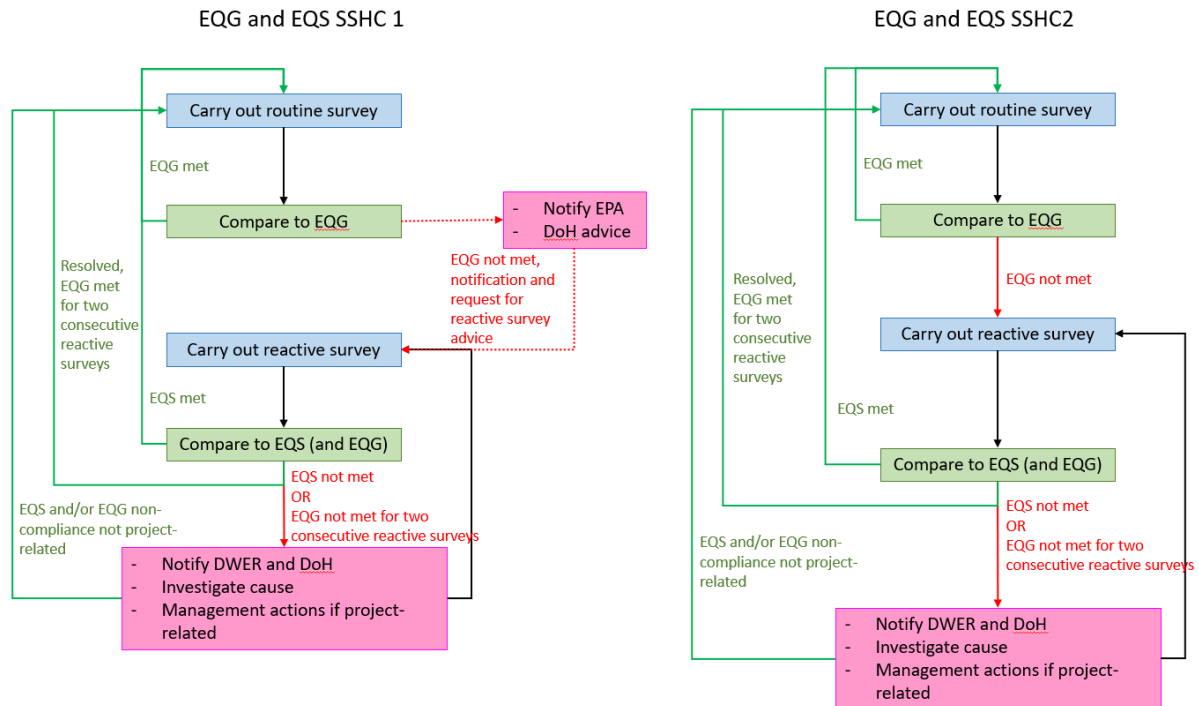 EQG and EQS SSHC 1
Carry out routine survey
EQG met
Compare to EQG
- Notify EPA
- DoH advice
EQG not met,
notification and
request for
reactive survey
advice
Resolved,
EQG met
for two
consecutive
reactive
surveys
Carry out reactive survey
EQS met
Compare to EQS (and EQG)
EQS not met
OR
EQG not met for two
consecutive reactive surveys
EQS and/or EQG non-
compliance not project-
related
- Notify DWER and DoH
- Investigate cause
- Management actions if project-
related
EQG and EQS SSHC2
Carry out routine survey
EQG met
Compare to EQG
EQG not met
Resolved,
EQG met
for two
consecutive
reactive
surveys
Carry out reactive survey
EQS met
Compare to EQS (and EQG)
EQS not met
OR
EQG not met for two
consecutive reactive surveys
EQS and/or EQG non-
compliance not project-
related
- Notify DWER and DoH
- Investigate cause
- Management actions if project-
related